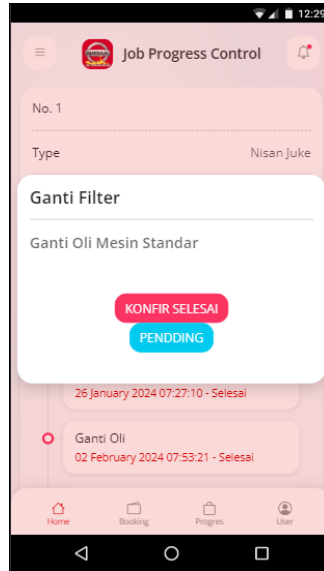 12:29
Job Progress Control
No. 1
Type Nisan Juke
Ganti Filter
Ganti Oli Mesin Standar
KONFIR SELESAI
PENDDING
26 January 2024 07:27:10 - Selesai
Ganti Oli
02 February 2024 07:53:21 - Selesai
Home Booking Progres User